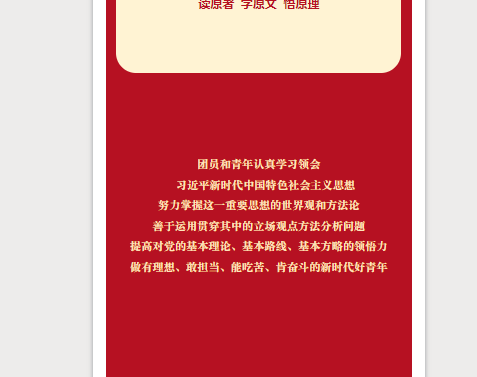 读原著 学原文 悟原理
团员和青年认真学习领会
习近平新时代中国特色社会主义思想
努力掌握这一重要思想的世界观和方法论
善于运用贯穿其中的立场观点方法分析问题
提高对党的基本理论、基本路线、基本方略的领悟力
做有理想、敢担当、能吃苦、肯奋斗的新时代好青年